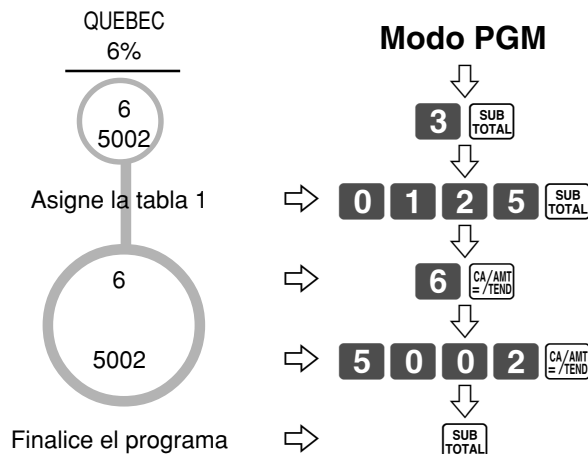 QUEBEC
6%
6
5002
Modo PGM
3 SUB TOTAL
Asigne la tabla 1
0 1 2 5 SUB TOTAL
6
6 CA/AMT =/TEND
5002
5 0 0 2 CA/AMT =/TEND
Finalice el programa
SUB TOTAL